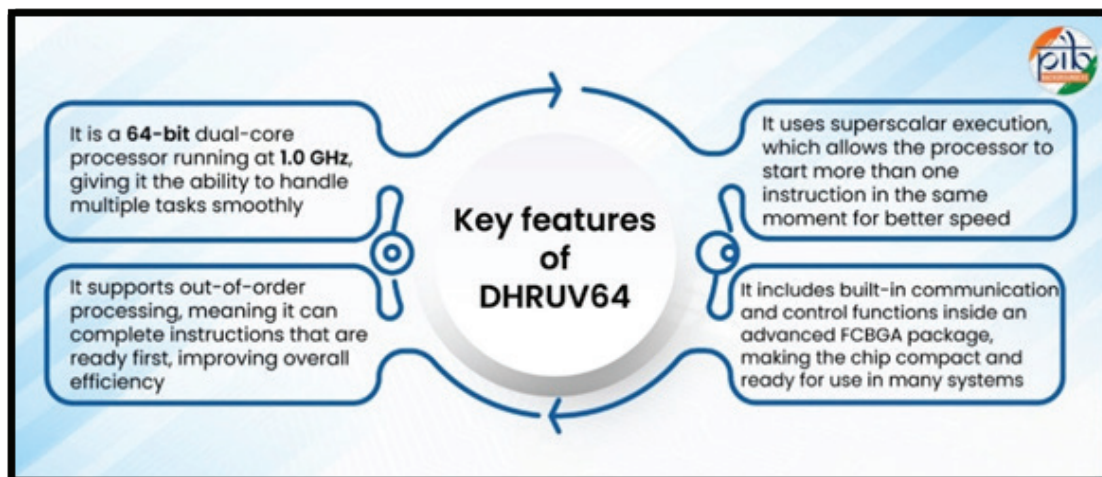 pib
BACKGROUNDERS
It is a 64-bit dual-core
processor running at 1.0 GHz,
giving it the ability to handle
multiple tasks smoothly
It uses superscalar execution,
which allows the processor to
start more than one
instruction in the same
moment for better speed
Key features
of
DHRUV64
It supports out-of-order
processing, meaning it can
complete instructions that are
ready first, improving overall
efficiency
It includes built-in communication
and control functions inside an
advanced FCBGA package,
making the chip compact and
ready for use in many systems